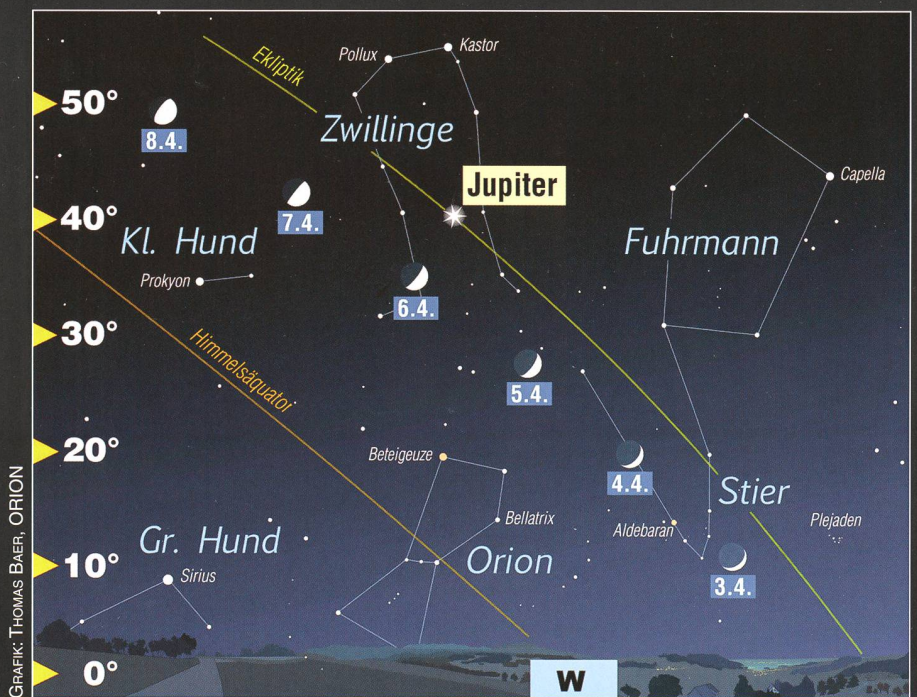 Ekliptik
Pollux
Kastor
50°
8.4.
Zwillinge
Jupiter
Capella
40°
7.4.
Kl. Hund
Fuhrmann
Prokyon
6.4.
30°
Himmelsäquator
5.4.
20°
Beteigeuze
4.4.
Stier
Bellatrix
Aldebaran
Plejaden
Gr. Hund
Orion
10°
Sirius
3.4.
0°
W
GRAFIK: THOMAS BAER, ORION